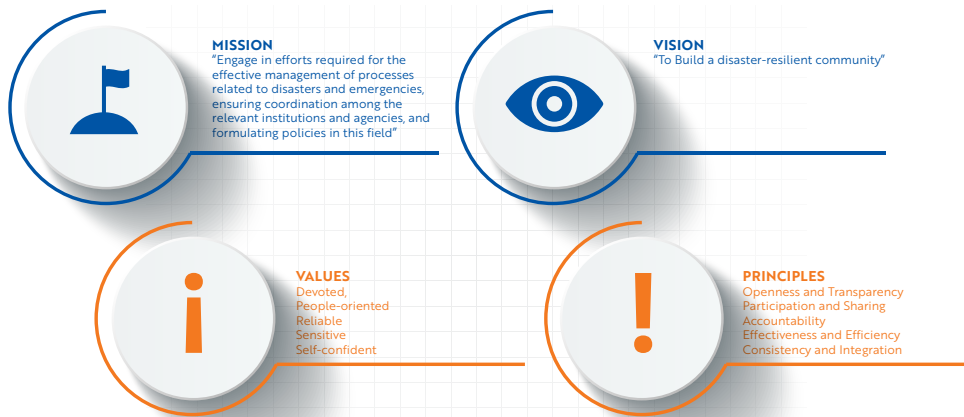 MISSION
“Engage in efforts required for the
effective management of processes
related to disasters and emergencies,
ensuring coordination among the
relevant institutions and agencies, and
formulating policies in this field”
VISION
“To Build a disaster-resilient community”
VALUES
Devoted,
People-oriented
Reliable
Sensitive
Self-confident
PRINCIPLES
Openness and Transparency
Participation and Sharing
Accountability
Effectiveness and Efficiency
Consistency and Integration